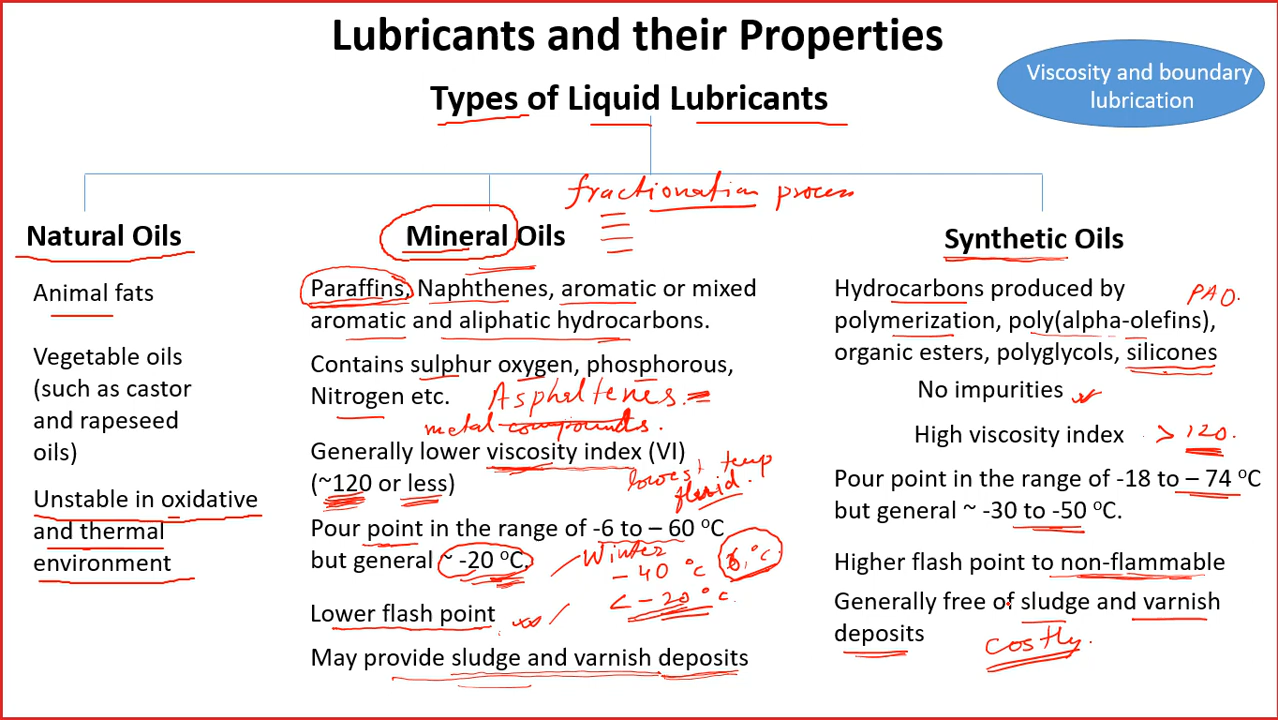 Lubricants and their Properties
Viscosity and boundary
lubrication
Types of Liquid Lubricants
fractionation process
Natural Oils
Animal fats
Vegetable oils
(such as castor
and rapeseed
oils)
Unstable in oxidative
and thermal
environment
Mineral Oils
Paraffins, Naphthenes, aromatic or mixed
aromatic and aliphatic hydrocarbons.
Contains sulphur oxygen, phosphorous,
Nitrogen etc. Asphaltenes.
metal compounds.
Generally lower viscosity index (VI)
(~120 or less)
lowest temp
fluid.
Pour point in the range of -6 to – 60 °C
but general ~ -20 °C.
Winter
– 40 °C
< – 20 °C.
Lower flash point
May provide sludge and varnish deposits
Synthetic Oils
Hydrocarbons produced by
PAO.
polymerization, poly(alpha-olefins),
organic esters, polyglycols, silicones
No impurities
High viscosity index > 120.
Pour point in the range of -18 to – 74 °C
but general ~ -30 to -50 °C.
Higher flash point to non-flammable
Generally free of sludge and varnish
deposits
costly.